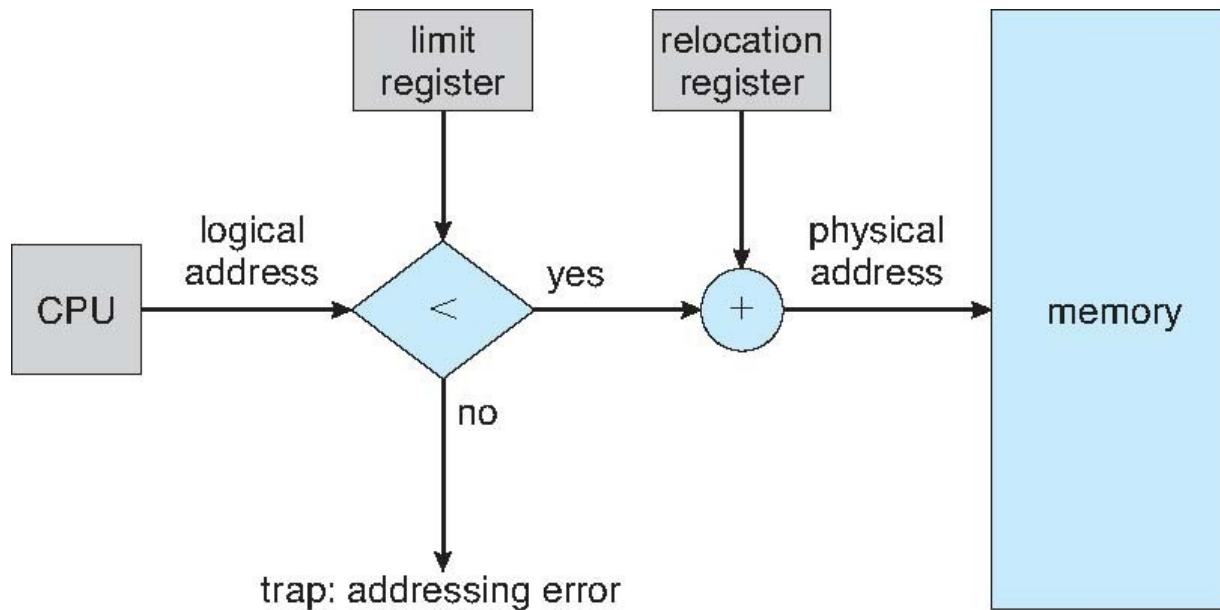 limit
register
relocation
register
logical
address
physical
address
CPU
<
yes
+
memory
no
trap: addressing error